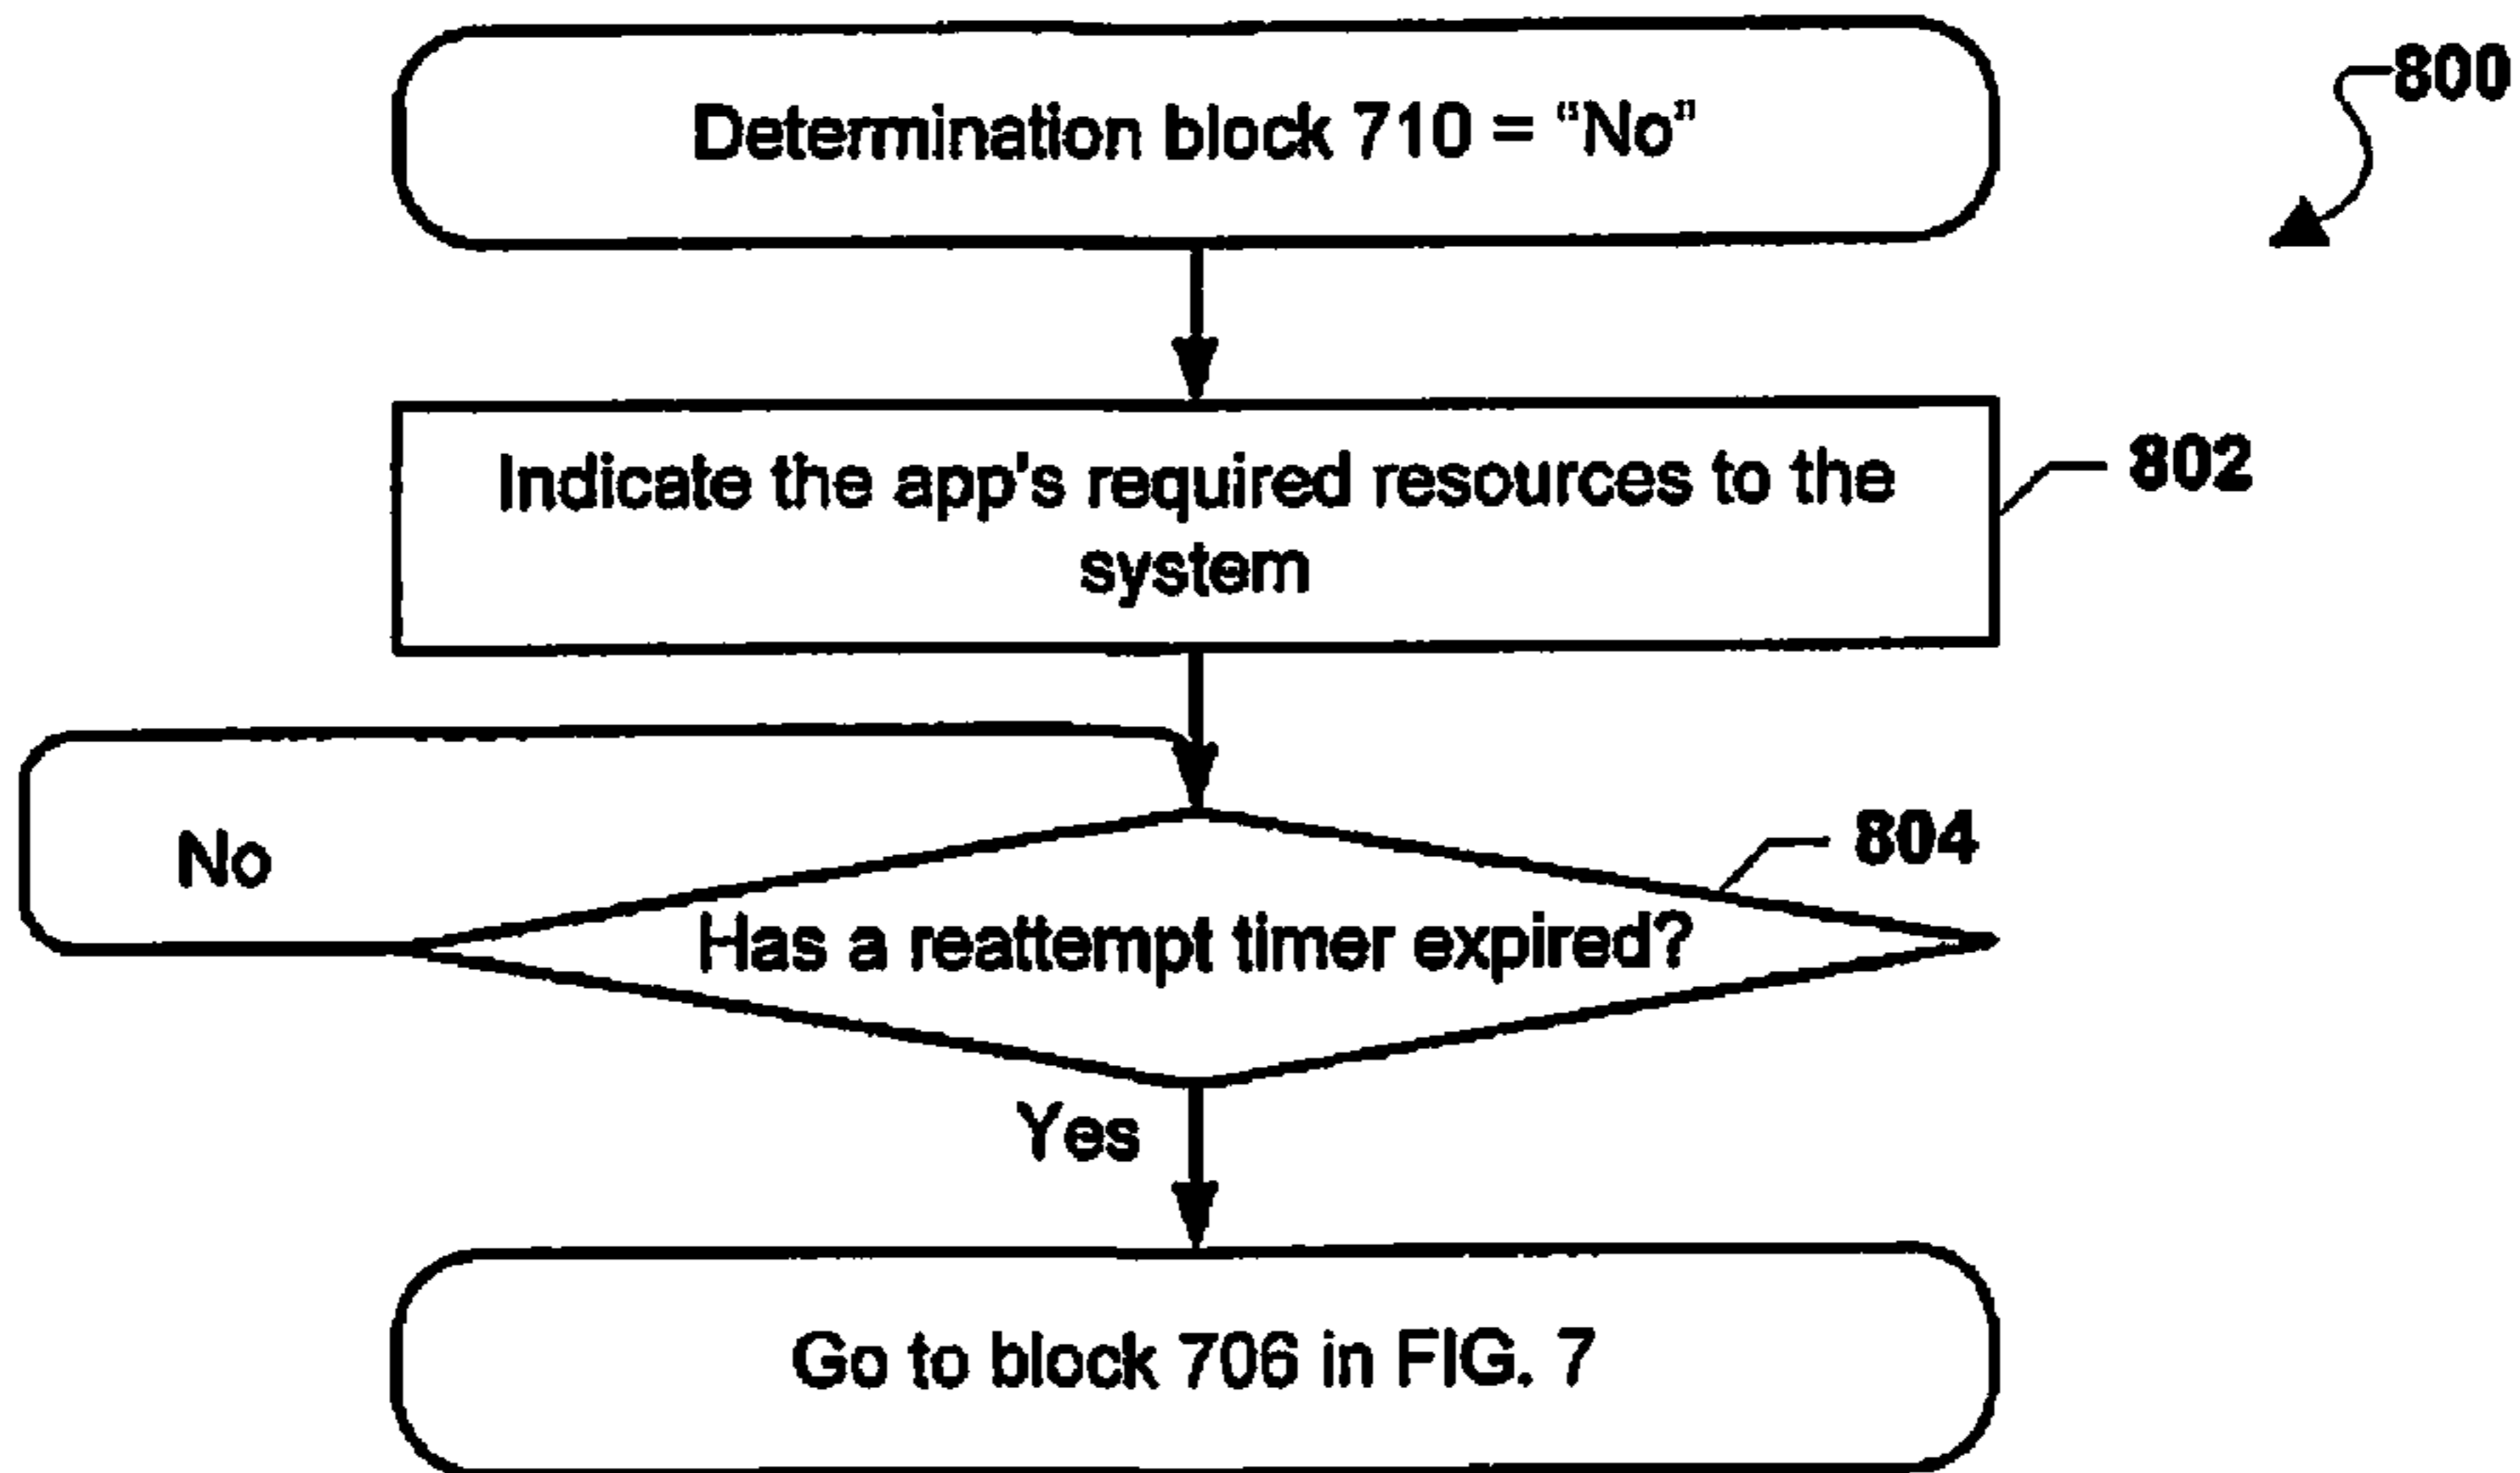 Determination block 710 = “No”
800
Indicate the app's required resources to the
system
802
No
804
Has a reattempt timer expired?
Yes
Go to block 706 in FIG. 7